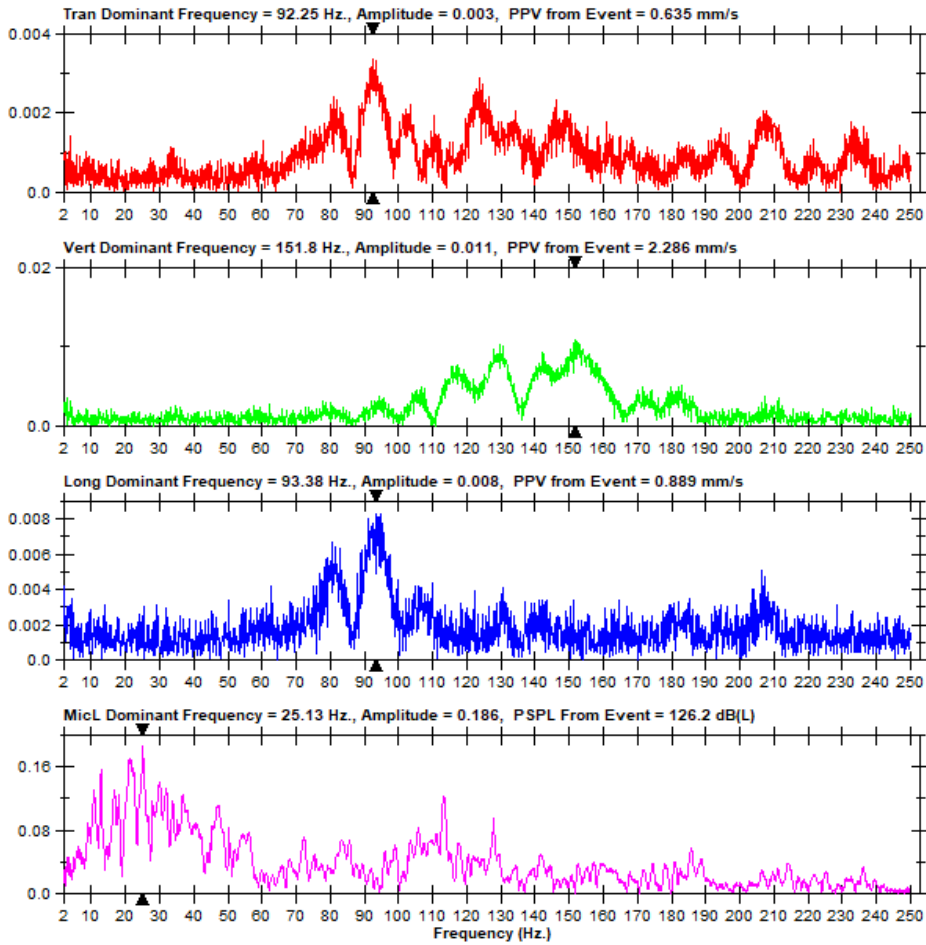 Tran Dominant Frequency = 92.25 Hz., Amplitude = 0.003, PPV from Event = 0.635 mm/s
0.004
0.002
0.0
2 10 20 30 40 50 60 70 80 90 100 110 120 130 140 150 160 170 180 190 200 210 220 230 240 250
Vert Dominant Frequency = 151.8 Hz., Amplitude = 0.011, PPV from Event = 2.286 mm/s
0.02
0.0
2 10 20 30 40 50 60 70 80 90 100 110 120 130 140 150 160 170 180 190 200 210 220 230 240 250
Long Dominant Frequency = 93.38 Hz., Amplitude = 0.008, PPV from Event = 0.889 mm/s
0.008
0.006
0.004
0.002
0.0
2 10 20 30 40 50 60 70 80 90 100 110 120 130 140 150 160 170 180 190 200 210 220 230 240 250
MicL Dominant Frequency = 25.13 Hz., Amplitude = 0.186, PSPL From Event = 126.2 dB(L)
0.16
0.08
0.0
2 10 20 30 40 50 60 70 80 90 100 110 120 130 140 150 160 170 180 190 200 210 220 230 240 250
Frequency (Hz.)